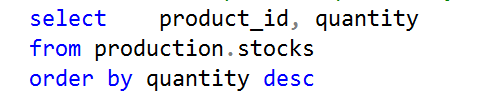 select    product_id, quantity
from production.stocks
order by quantity desc